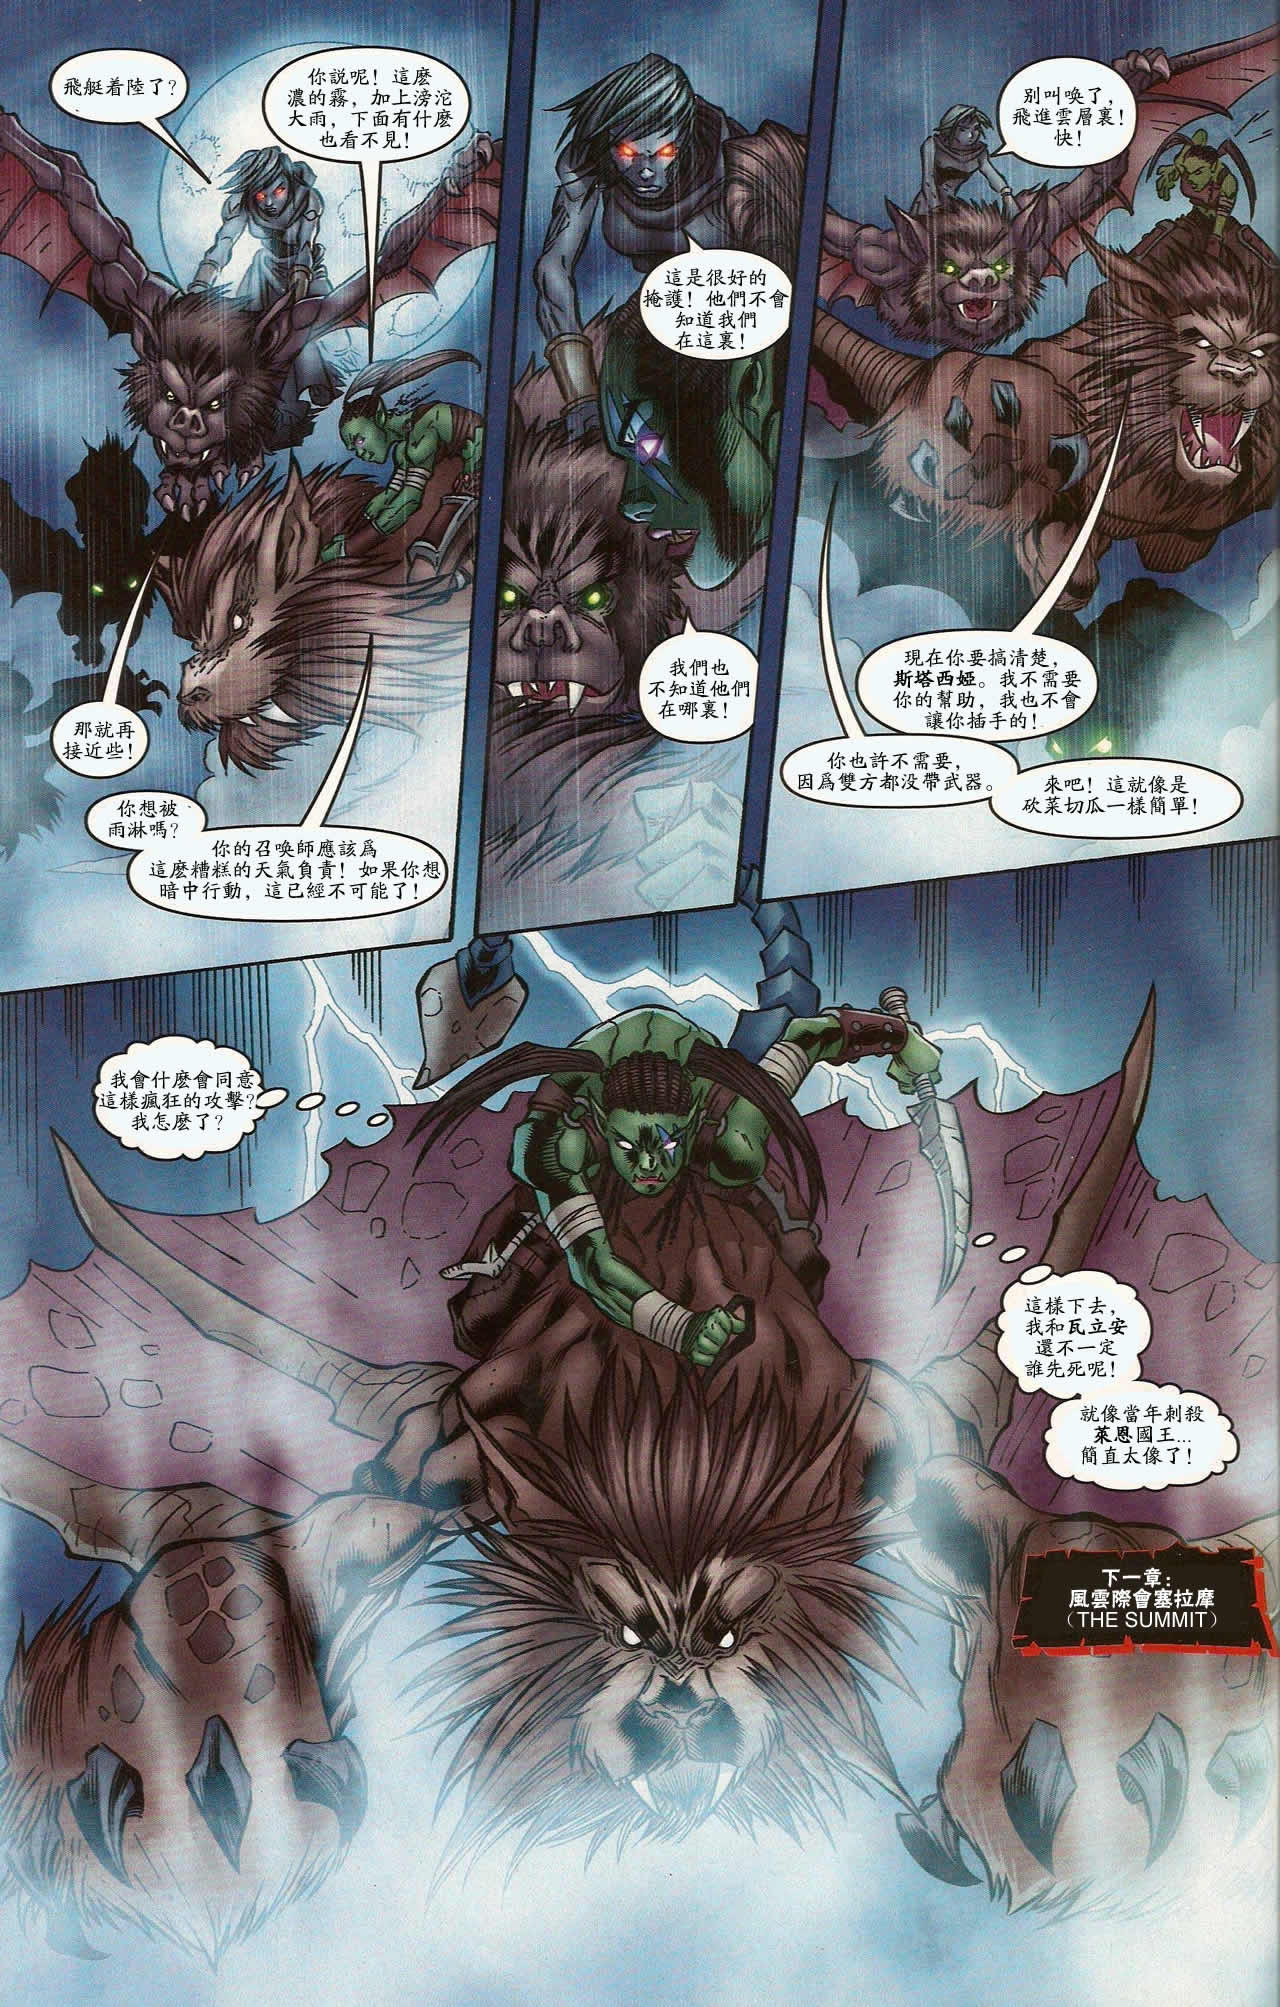 飛艇着陸了?
你説呢! 這麽
濃的霧, 加上滂沱
大雨, 下面有什麽
也看不見!
那就再
接近些!
你想被
雨淋嗎?
你的召唤師應該爲
這麽糟糕的天氣負責! 如果你想
暗中行動, 這已經不可能了!
這是很好的
掩護! 他們不會
知道我們
在這裏!
我們也
不知道他們
在哪裏!
别叫唤了,
飛進雲層裏!
快!
現在你要搞清楚,
斯塔西婭。我不需要
你的幫助, 我也不會
讓你插手的!
你也許不需要,
因爲雙方都没帶武器。
來吧! 這就像是
砍菜切瓜一樣簡單!
我會什麽會同意
這樣瘋狂的攻擊?
我怎麽了?
這樣下去,
我和瓦立安
還不一定
誰先死呢!
就像當年刺殺
萊恩國王...
簡直太像了!
下一章:
風雲際會塞拉摩
(THE SUMMIT)